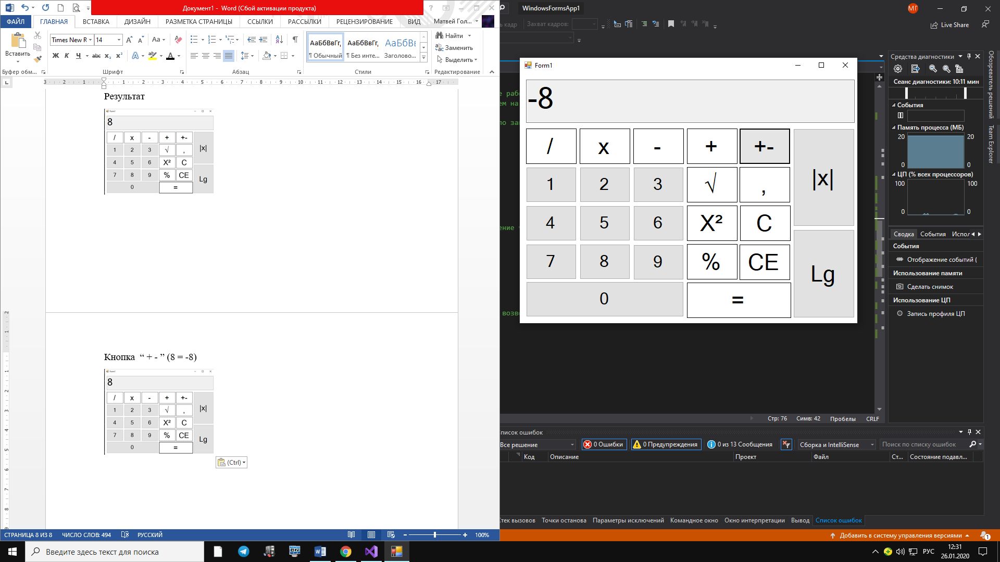 Документ1 - Word (Сбой активации продукта)
ФАЙЛ ГЛАВНАЯ ВСТАВКА ДИЗАЙН РАЗМЕТКА СТРАНИЦЫ ССЫЛКИ РАССЫЛКИ РЕЦЕНЗИРОВАНИЕ ВИД Матвей Гол...
Вставить
Times New R 14
Aa
Ж К Ч abc x₂ x²
АаБбВвГг, АаБбВвГг, АаБбВі
¶ Обычный ¶ Без инте... Заголово...
Найти
Заменить
Выделить
Буфер обм... Шрифт Абзац Стили Редактирование
3 2 1 1 2 3 4 5 6 7 8 9 10 11 12 13 14 15 16 17
Результат
Form1
8
/ x - + +- |x|
1 2 3 √ ,
4 5 6 X² C
7 8 9 % CE Lg
0 =
Кнопка “ + - ” (8 = -8)
Form1
8
/ x - + +- |x|
1 2 3 √ ,
4 5 6 X² C
7 8 9 % CE Lg
0 =
(Ctrl)
СТРАНИЦА 8 ИЗ 8 ЧИСЛО СЛОВ: 494 РУССКИЙ 100%
WindowsFormsApp1 МГ
ь кадр Захват кадров: Live Share
Form1
-8
/ x - + +- |x|
1 2 3 √ ,
4 5 6 X² C
7 8 9 % CE Lg
0 =
е рабо
ем на
по за
ение
возв
Средства диагностики
Сеанс диагностики: 10:11 мин
События
Память процесса (МБ)
20 20
0 0
ЦП (% всех процессоров)
100 100
0 0
Сводка События Испол
События
Отображение событий (
Использование памяти
Сделать снимок
Использование ЦП
Запись профиля ЦП
Обозреватель решений
Team Explorer
Стр: 76 Симв: 42 Пробелы CRLF
список ошибок
Все решение 0 Ошибки 0 Предупреждения 0 из 13 Сообщения Сборка и IntelliSense Поиск по списку ошибок
Код Описание Проект Файл Ст... Состояние подавл...
Стек вызовов Точки останова Параметры исключений Командное окно Окно интерпретации Вывод Список ошибок
Добавить в систему управления версиями 1
Введите здесь текст для поиска
РУС
12:31
26.01.2020